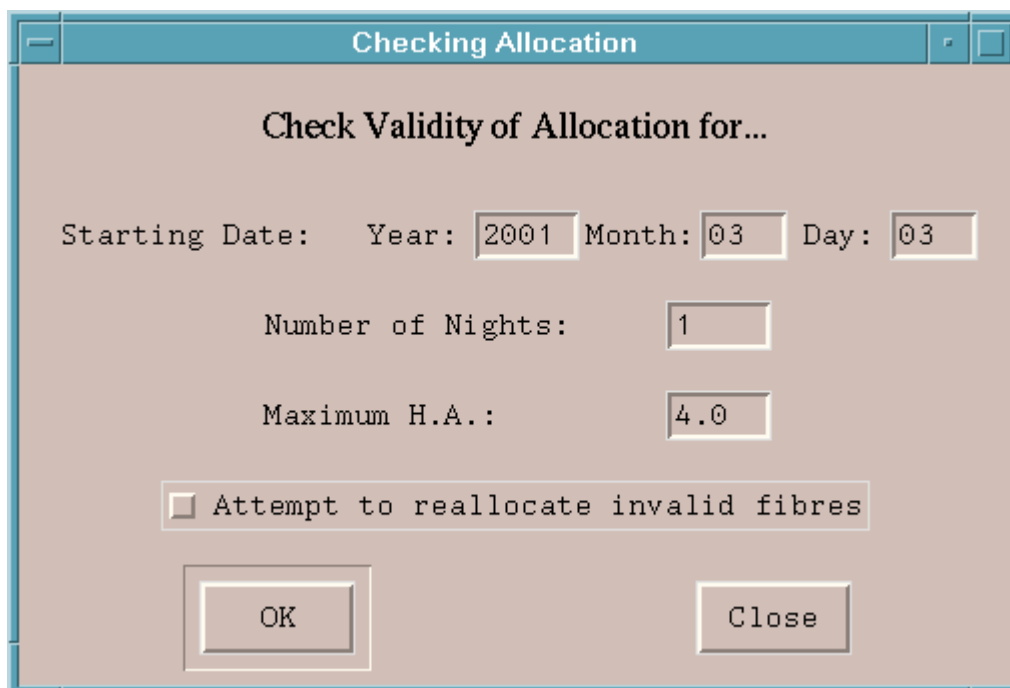 Checking Allocation
Check Validity of Allocation for...
Starting Date: Year: 2001 Month: 03 Day: 03
Number of Nights: 1
Maximum H.A.: 4.0
Attempt to reallocate invalid fibres
OK Close